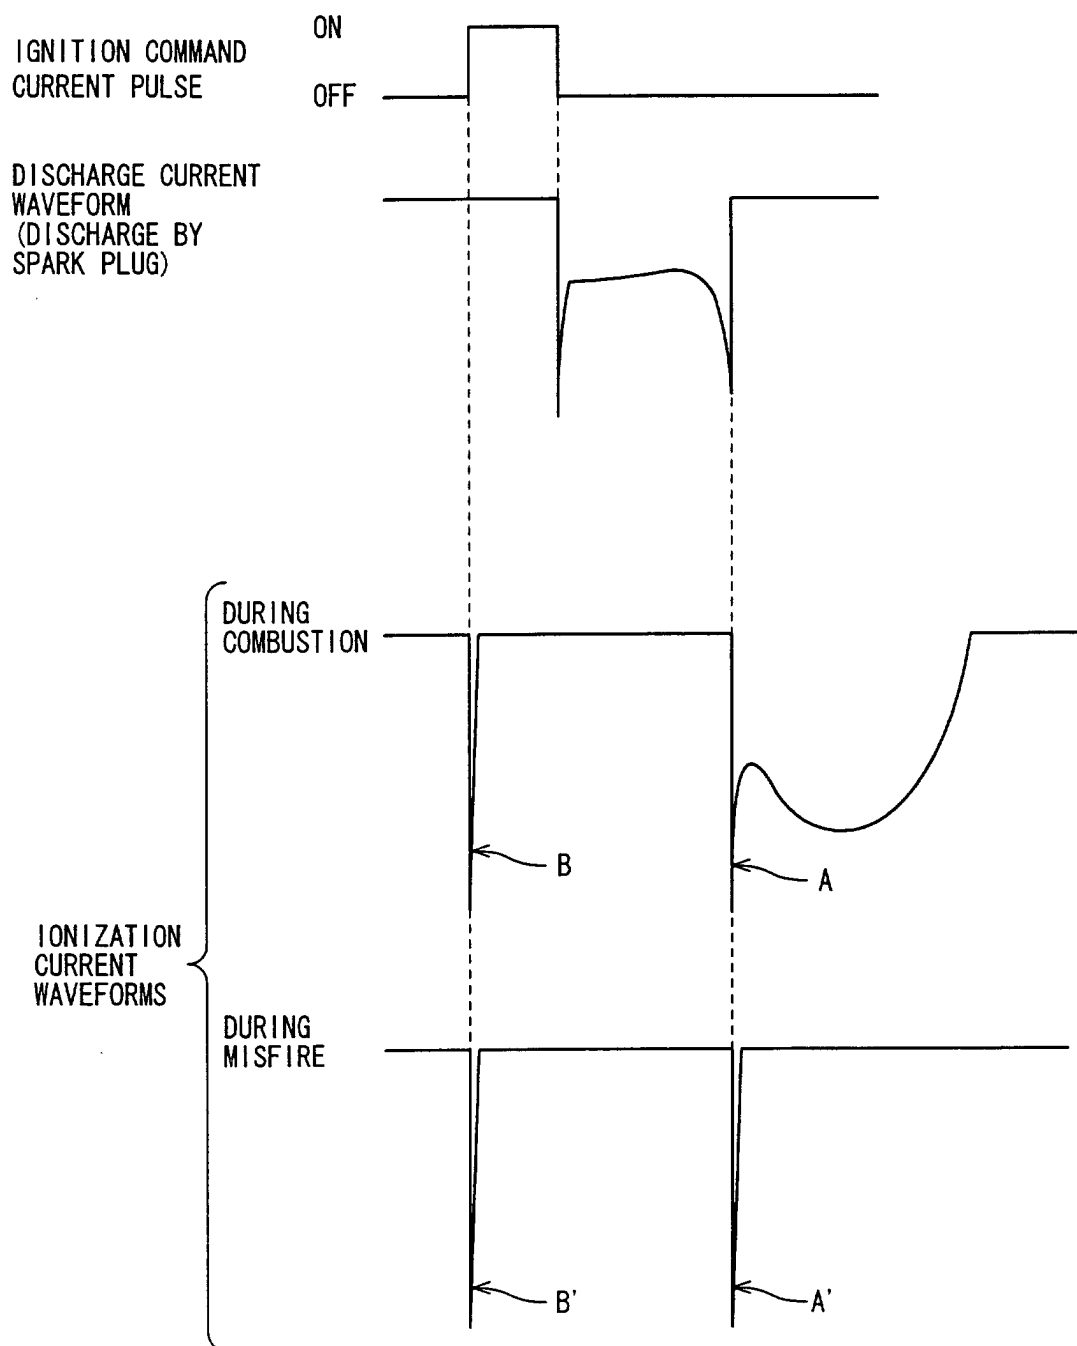 IGNITION COMMAND
CURRENT PULSE
ON
OFF
DISCHARGE CURRENT
WAVEFORM
(DISCHARGE BY
SPARK PLUG)
DURING
COMBUSTION
B
A
IONIZATION
CURRENT
WAVEFORMS
DURING
MISFIRE
B'
A'